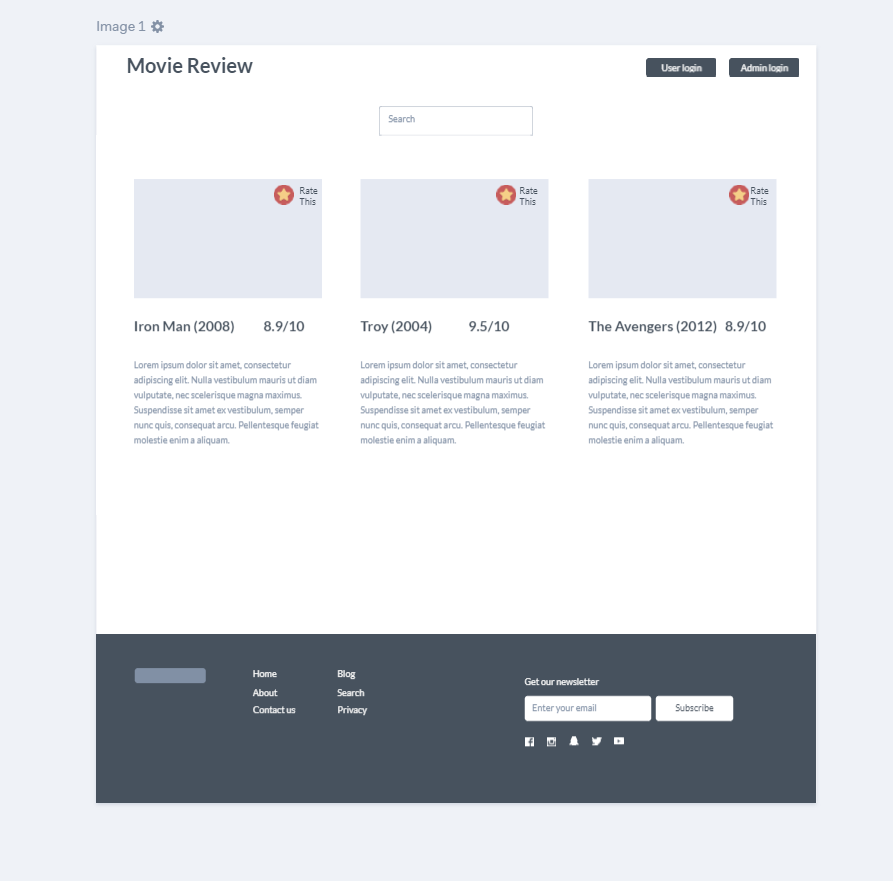 Image 1
Movie Review
User login
Admin login
Search
Rate
This
Rate
This
Rate
This
Iron Man (2008) 8.9/10
Troy (2004) 9.5/10
The Avengers (2012) 8.9/10
Lorem ipsum dolor sit amet, consectetur
adipiscing elit. Nulla vestibulum mauris ut diam
vulputate, nec scelerisque magna maximus.
Suspendisse sit amet ex vestibulum, semper
nunc quis, consequat arcu. Pellentesque feugiat
molestie enim a aliquam.
Lorem ipsum dolor sit amet, consectetur
adipiscing elit. Nulla vestibulum mauris ut diam
vulputate, nec scelerisque magna maximus.
Suspendisse sit amet ex vestibulum, semper
nunc quis, consequat arcu. Pellentesque feugiat
molestie enim a aliquam.
Lorem ipsum dolor sit amet, consectetur
adipiscing elit. Nulla vestibulum mauris ut diam
vulputate, nec scelerisque magna maximus.
Suspendisse sit amet ex vestibulum, semper
nunc quis, consequat arcu. Pellentesque feugiat
molestie enim a aliquam.
Home
About
Contact us
Blog
Search
Privacy
Get our newsletter
Enter your email
Subscribe